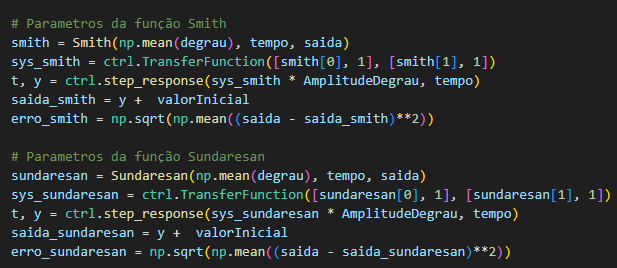 # Parametros da função Smith
smith = Smith(np.mean(degrau), tempo, saida)
sys_smith = ctrl.TransferFunction([smith[0], 1], [smith[1], 1])
t, y = ctrl.step_response(sys_smith * AmplitudeDegrau, tempo)
saida_smith = y +  valorInicial
erro_smith = np.sqrt(np.mean((saida - saida_smith)**2))
# Parametros da função Sundaresan
sundaresan = Sundaresan(np.mean(degrau), tempo, saida)
sys_sundaresan = ctrl.TransferFunction([sundaresan[0], 1], [sundaresan[1], 1])
t, y = ctrl.step_response(sys_sundaresan * AmplitudeDegrau, tempo)
saida_sundaresan = y +  valorInicial
erro_sundaresan = np.sqrt(np.mean((saida - saida_sundaresan)**2))